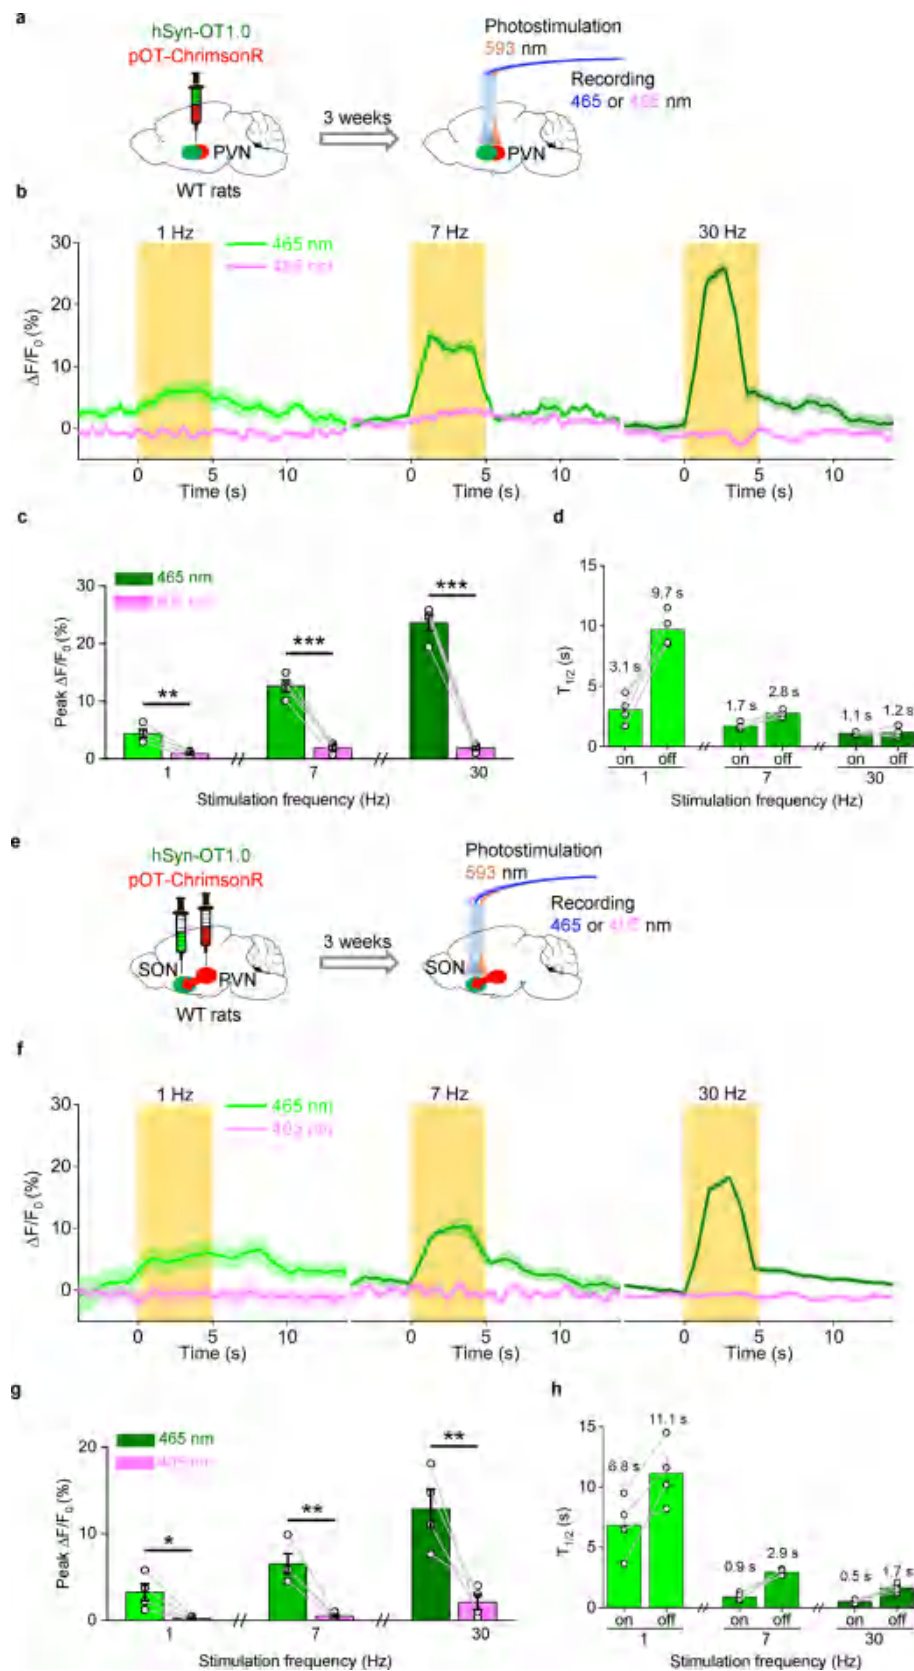 a
hSyn-OT1.0
pOT-ChrimsonR
3 weeks
PVN
WT rats
Photostimulation
593 nm
Recording
465 or nm
PVN
b
1 Hz
465 nm
7 Hz
30 Hz
30
20
10
0
ΔF/F0 (%)
0 5 10
Time (s)
0 5 10
Time (s)
0 5 10
Time (s)
c
465 nm
30
20
10
0
Peak ΔF/F0 (%)
**
***
***
1 // 7 // 30
Stimulation frequency (Hz)
d
15
10
5
0
T1/2 (s)
3.1 s
9.7 s
1.7 s
2.8 s
1.1 s
1.2 s
on off // on off // on off
1 7 30
Stimulation frequency (Hz)
e
hSyn-OT1.0
pOT-ChrimsonR
SON
PVN
3 weeks
WT rats
Photostimulation
593 nm
Recording
465 or nm
SON
f
1 Hz
465 nm
7 Hz
30 Hz
30
20
10
0
ΔF/F0 (%)
0 5 10
Time (s)
0 5 10
Time (s)
0 5 10
Time (s)
g
465 nm
405 nm
20
10
0
Peak ΔF/F0 (%)
*
**
**
1 // 7 // 30
Stimulation frequency (Hz)
h
15
10
5
0
T1/2 (s)
6.8 s
11.1 s
0.9 s
2.9 s
0.5 s
1.7 s
on off // on off // on off
1 7 30
Stimulation frequency (Hz)